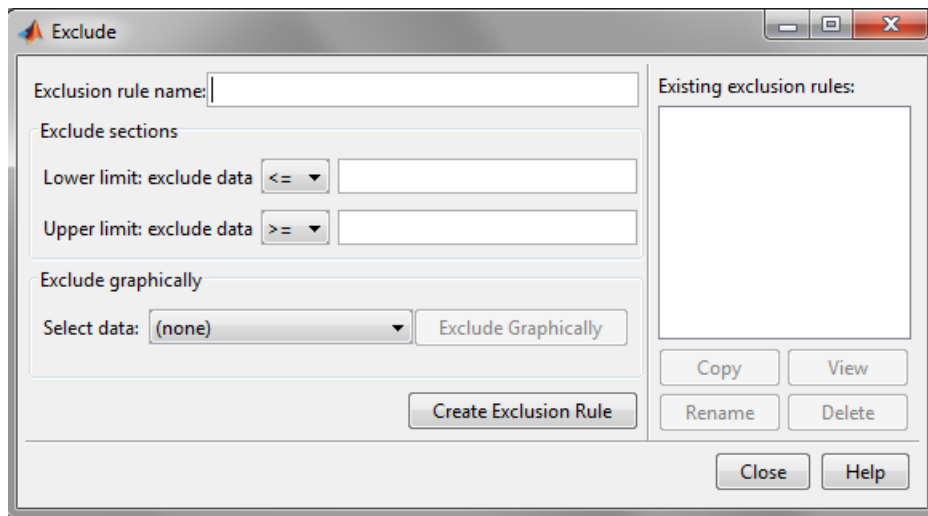 Exclude
Exclusion rule name:
Exclude sections
Lower limit: exclude data <=
Upper limit: exclude data >=
Exclude graphically
Select data: (none) Exclude Graphically
Create Exclusion Rule
Existing exclusion rules:
Copy View
Rename Delete
Close Help